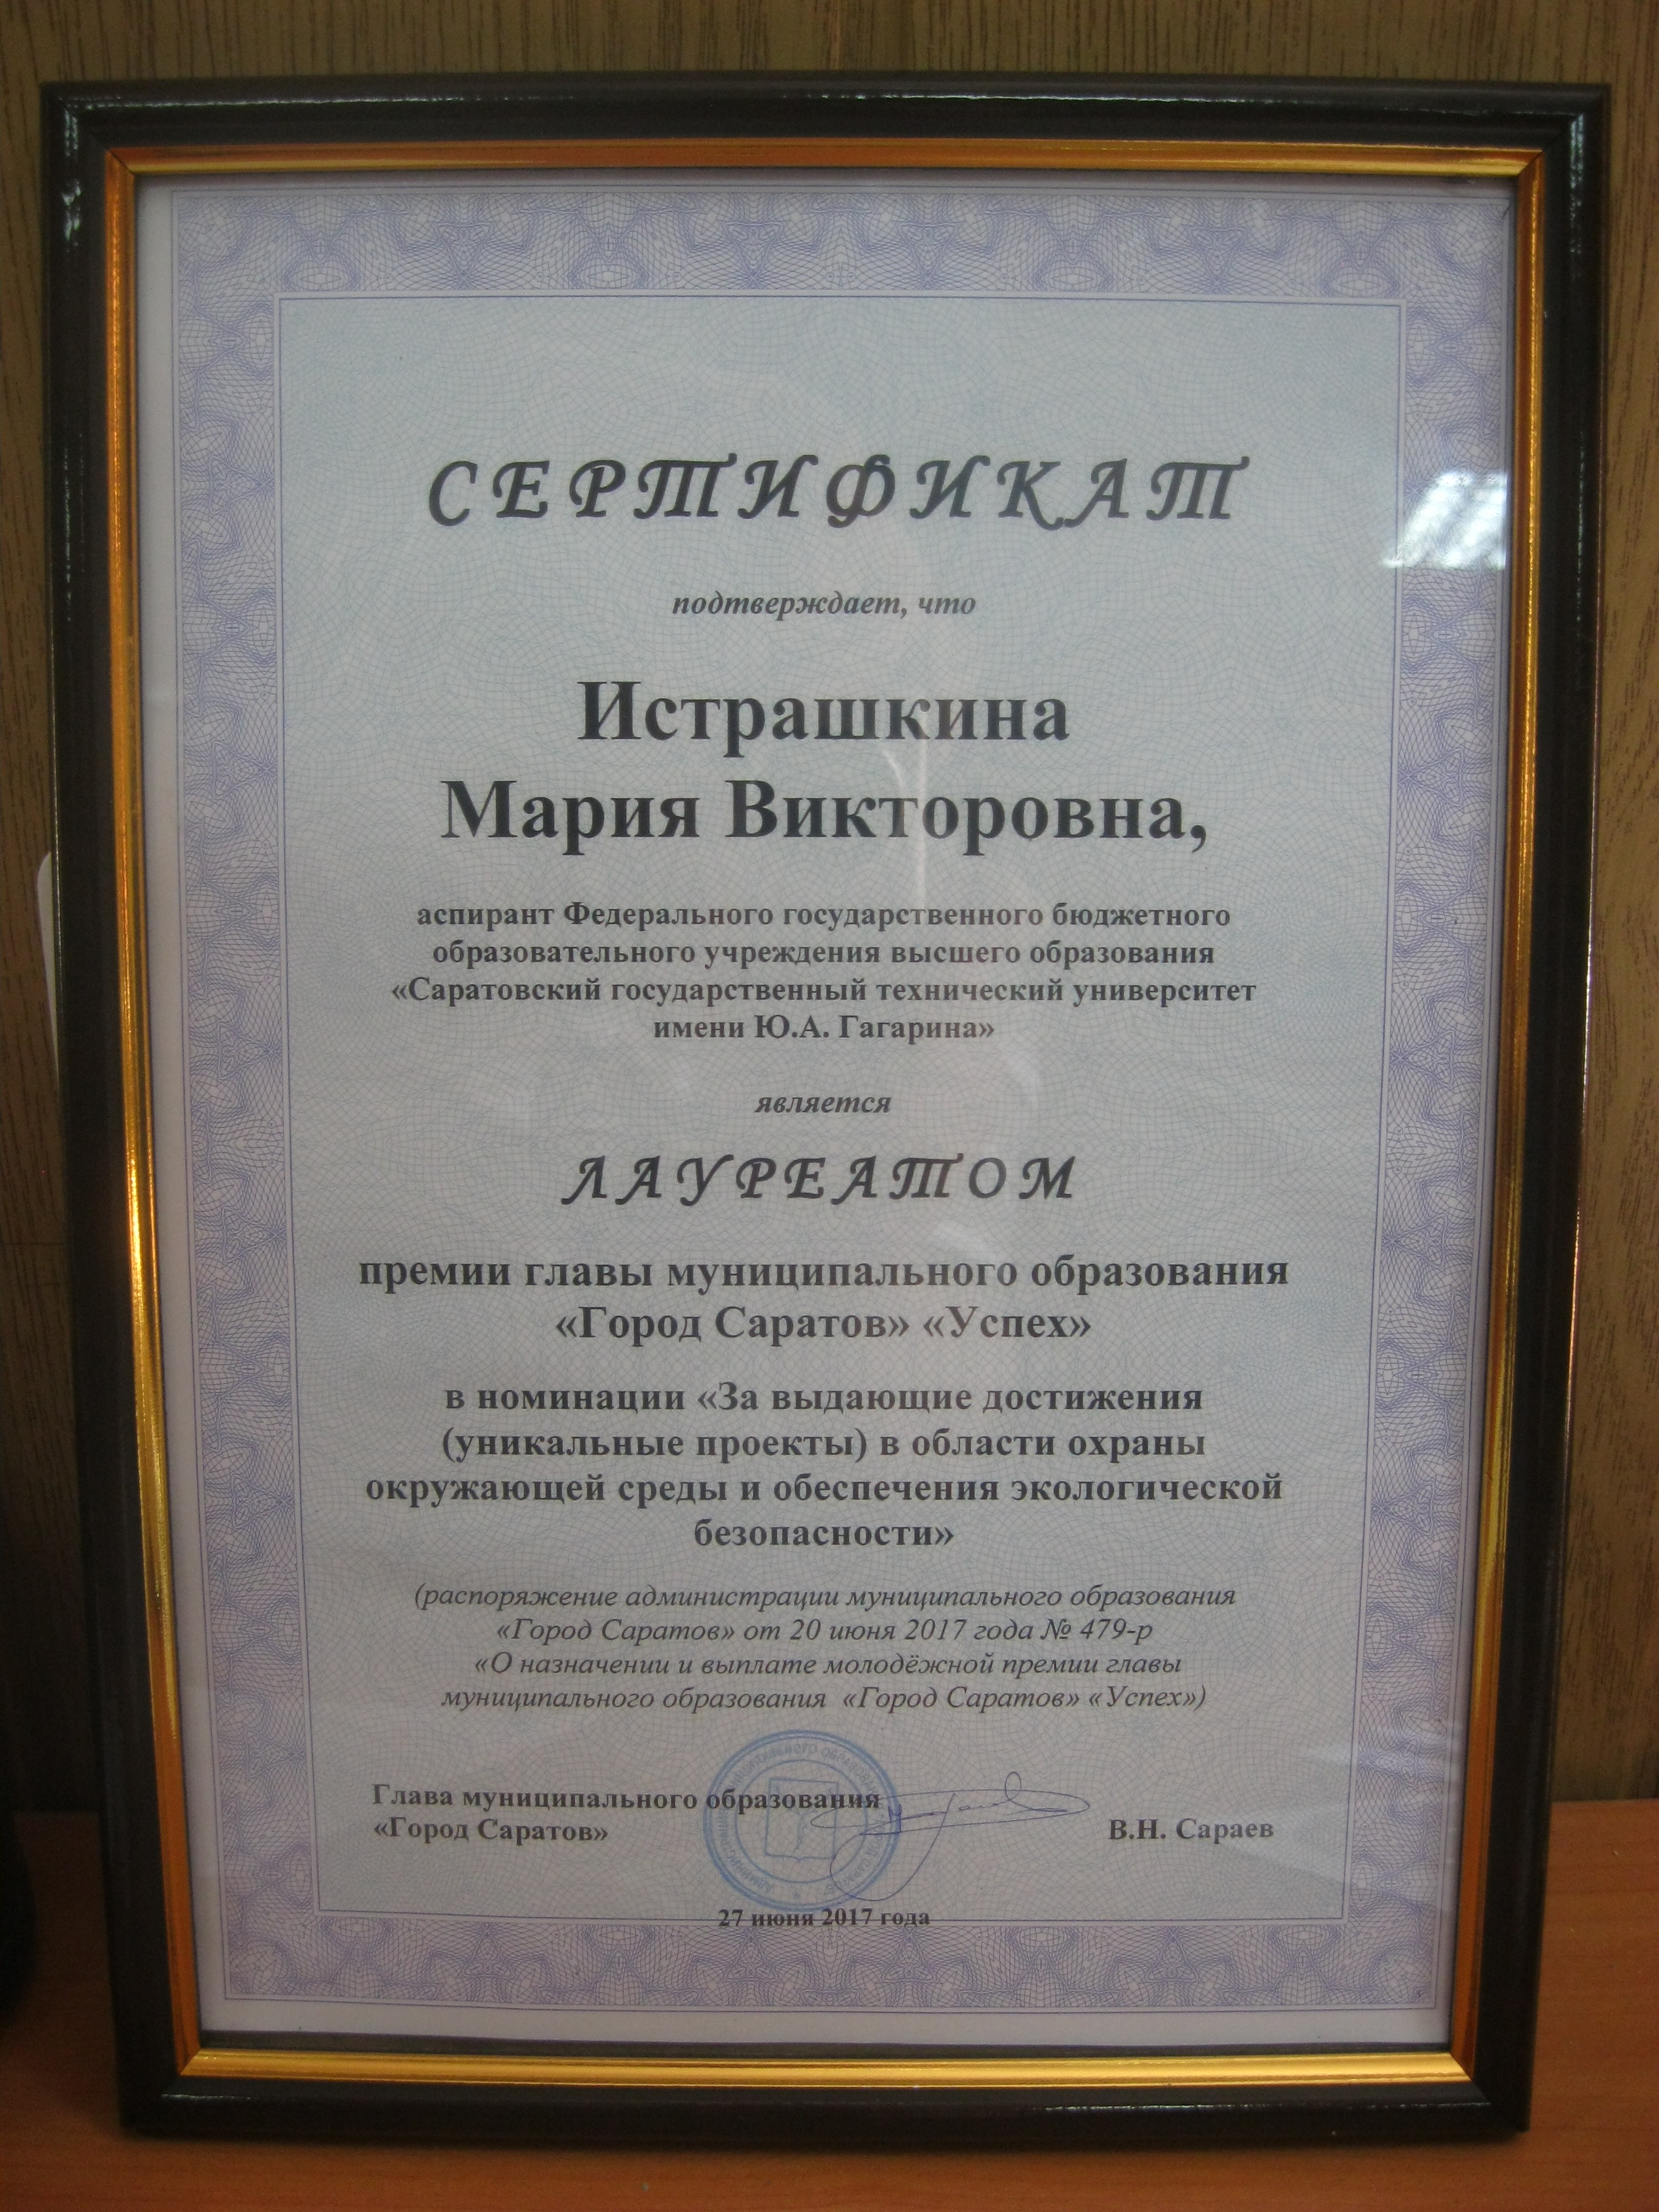 СЕРТИФИКАТ
подтверждает, что
Истрашкина
Мария Викторовна,
аспирант Федерального государственного бюджетного
образовательного учреждения высшего образования
«Саратовский государственный технический университет
имени Ю.А. Гагарина»
является
ЛАУРЕАТОМ
премии главы муниципального образования
«Город Саратов» «Успех»
в номинации «За выдающие достижения
(уникальные проекты) в области охраны
окружающей среды и обеспечения экологической
безопасности»
(распоряжение администрации муниципального образования
«Город Саратов» от 20 июня 2017 года № 479-р
«О назначении и выплате молодёжной премии главы
муниципального образования «Город Саратов» «Успех»)
Глава муниципального образования
«Город Саратов»
В.Н. Сараев
27 июня 2017 года